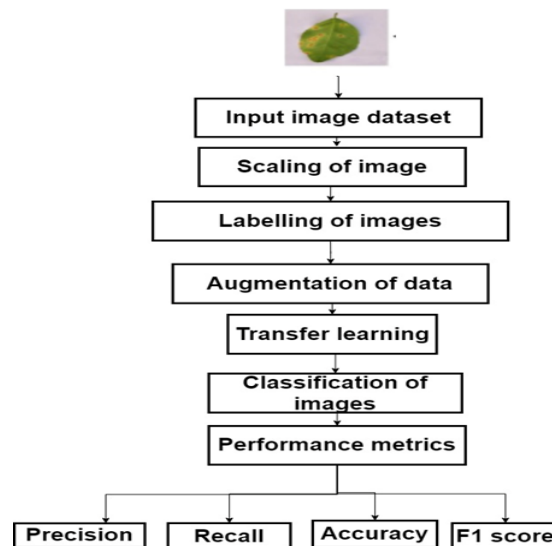 Input image dataset
Scaling of image
Labelling of images
Augmentation of data
Transfer learning
Classification of
images
Performance metrics
Precision
Recall
Accuracy
F1 score